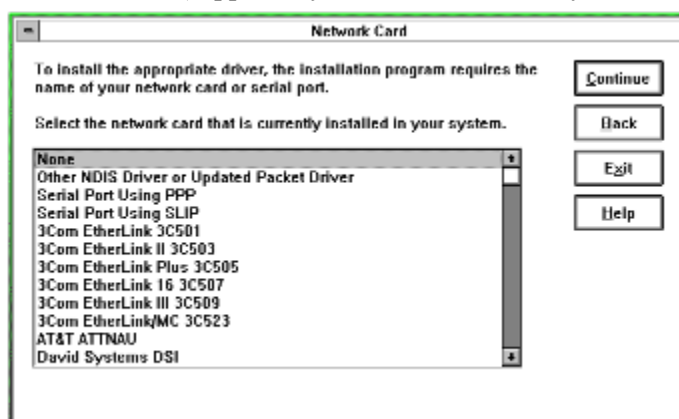 Network Card
To install the appropriate driver, the installation program requires the
name of your network card or serial port.
Select the network card that is currently installed in your system.
None
Other NDIS Driver or Updated Packet Driver
Serial Port Using PPP
Serial Port Using SLIP
3Com EtherLink 3C501
3Com EtherLink II 3C503
3Com EtherLink Plus 3C505
3Com EtherLink 16 3C507
3Com EtherLink III 3C509
3Com EtherLink/MC 3C523
AT&T ATTNAU
David Systems DSI
Continue
Back
Exit
Help